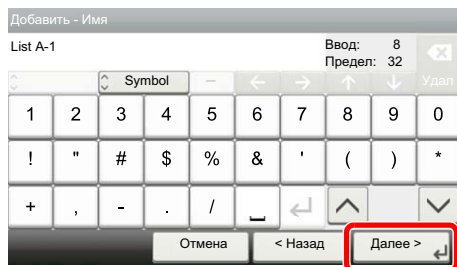 Добавить - Имя
List A-1
Ввод: 8
Предел: 32
Symbol - ← → ↑ ↓ Удал
1 2 3 4 5 6 7 8 9 0
! " # $ % & ' ( ) *
+ , - . / _
Отмена < Назад Далее >